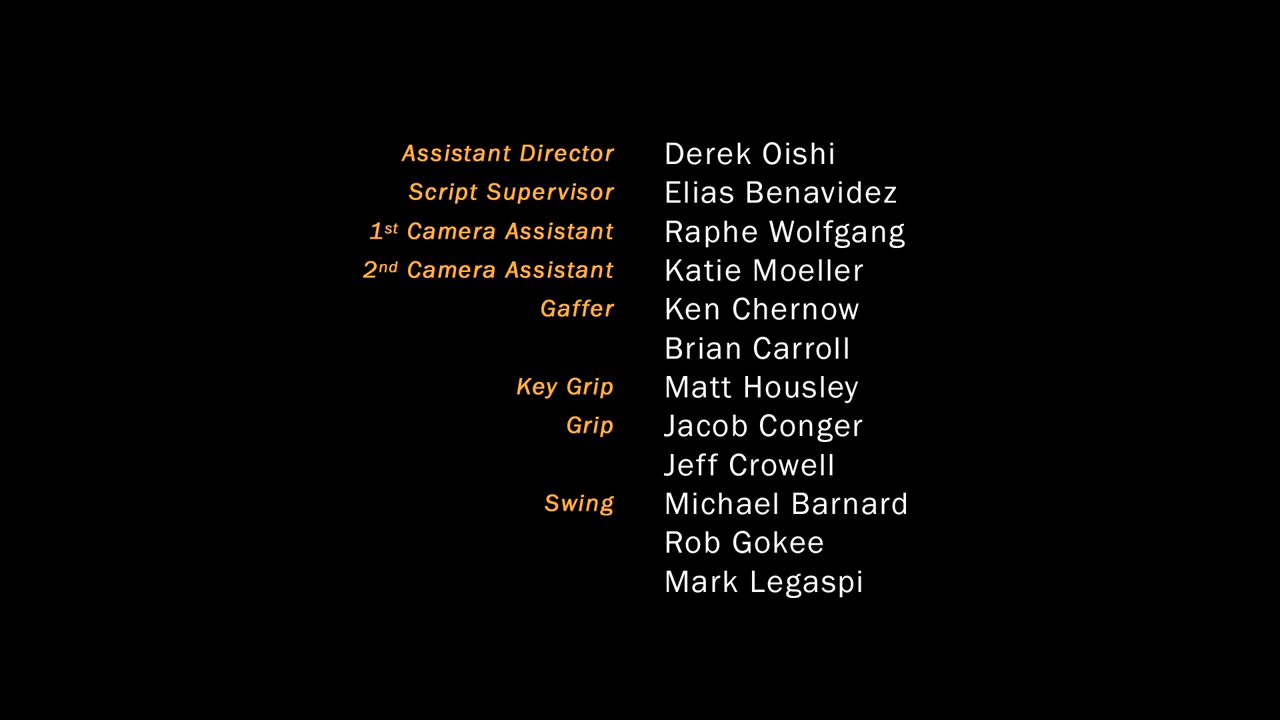 Assistant Director Derek Oishi
Script Supervisor Elias Benavidez
1st Camera Assistant Raphe Wolfgang
2nd Camera Assistant Katie Moeller
Gaffer Ken Chernow
Brian Carroll
Key Grip Matt Housley
Grip Jacob Conger
Jeff Crowell
Swing Michael Barnard
Rob Gokee
Mark Legaspi